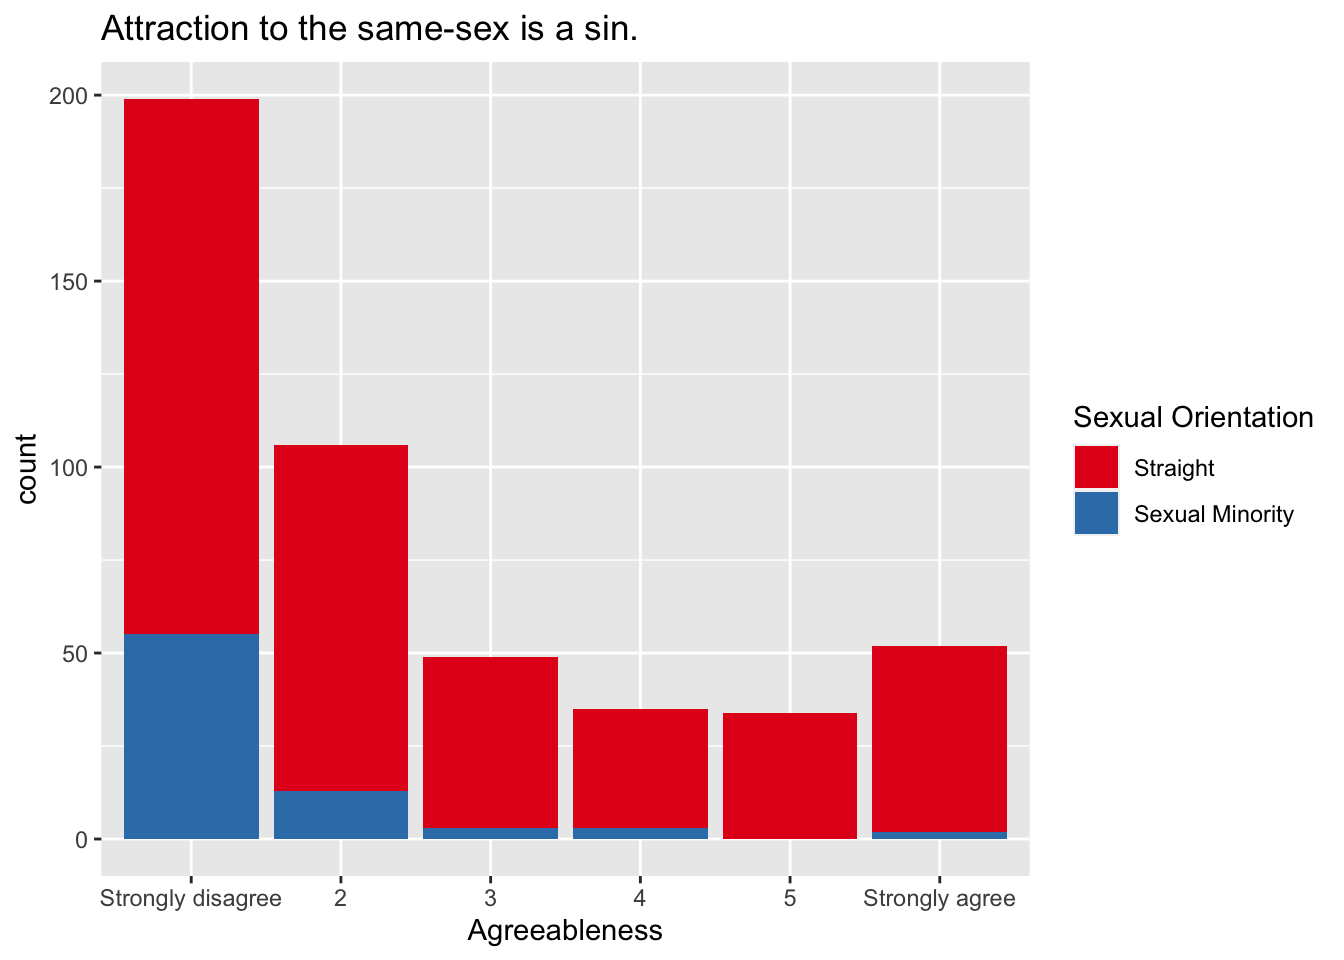 Attraction to the same-sex is a sin.
200
150
100
50
0
count
Strongly disagree 2 3 4 5 Strongly agree
Agreeableness
Sexual Orientation
Straight
Sexual Minority